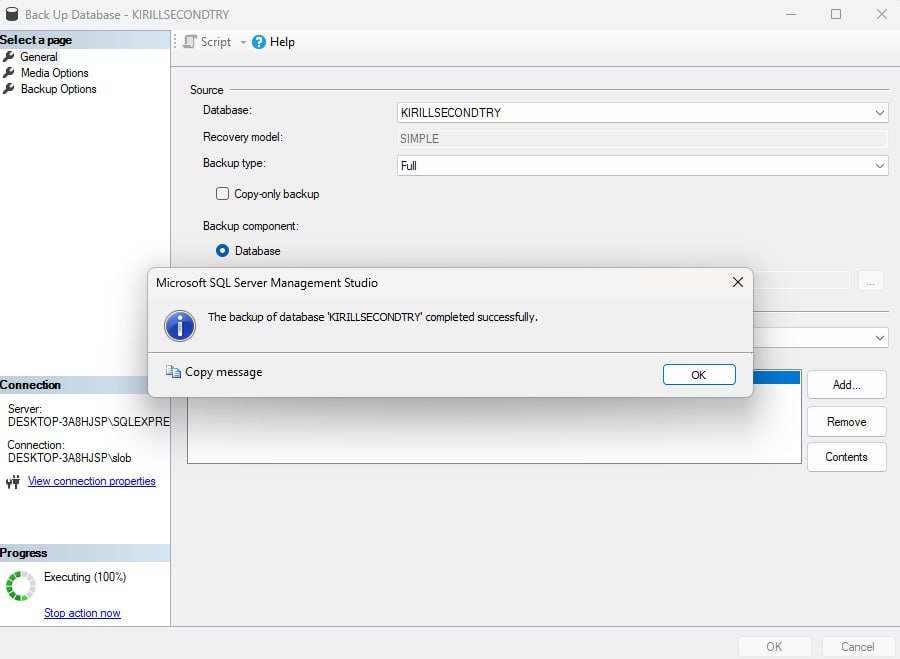 Back Up Database - KIRILLSECONDTRY
Select a page
General
Media Options
Backup Options
Script
Help
Source
Database:
KIRILLSECONDTRY
Recovery model:
SIMPLE
Backup type:
Full
Copy-only backup
Backup component:
Database
...
Microsoft SQL Server Management Studio
The backup of database 'KIRILLSECONDTRY' completed successfully.
Copy message
OK
Add...
Remove
Contents
Connection
Server:
DESKTOP-3A8HJSP\SQLEXPRE
Connection:
DESKTOP-3A8HJSP\slob
View connection properties
Progress
Executing (100%)
Stop action now
OK
Cancel